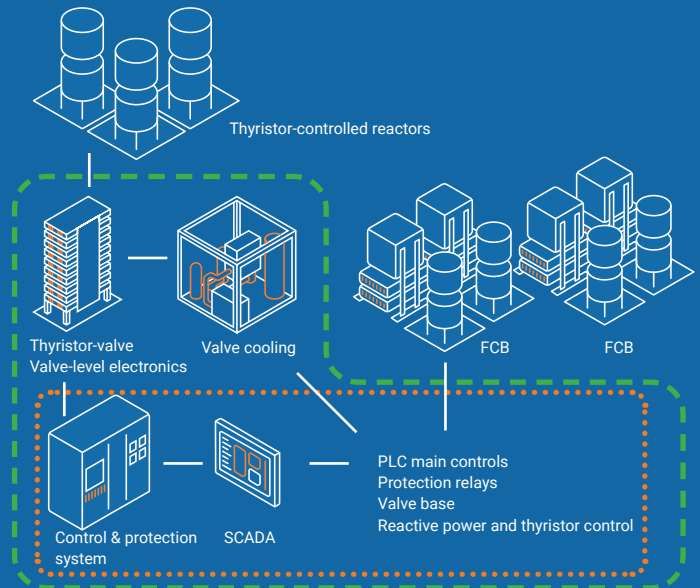 Thyristor-controlled reactors
Thyristor-valve
Valve-level electronics
Valve cooling
FCB
FCB
Control & protection
system
SCADA
PLC main controls
Protection relays
Valve base
Reactive power and thyristor control